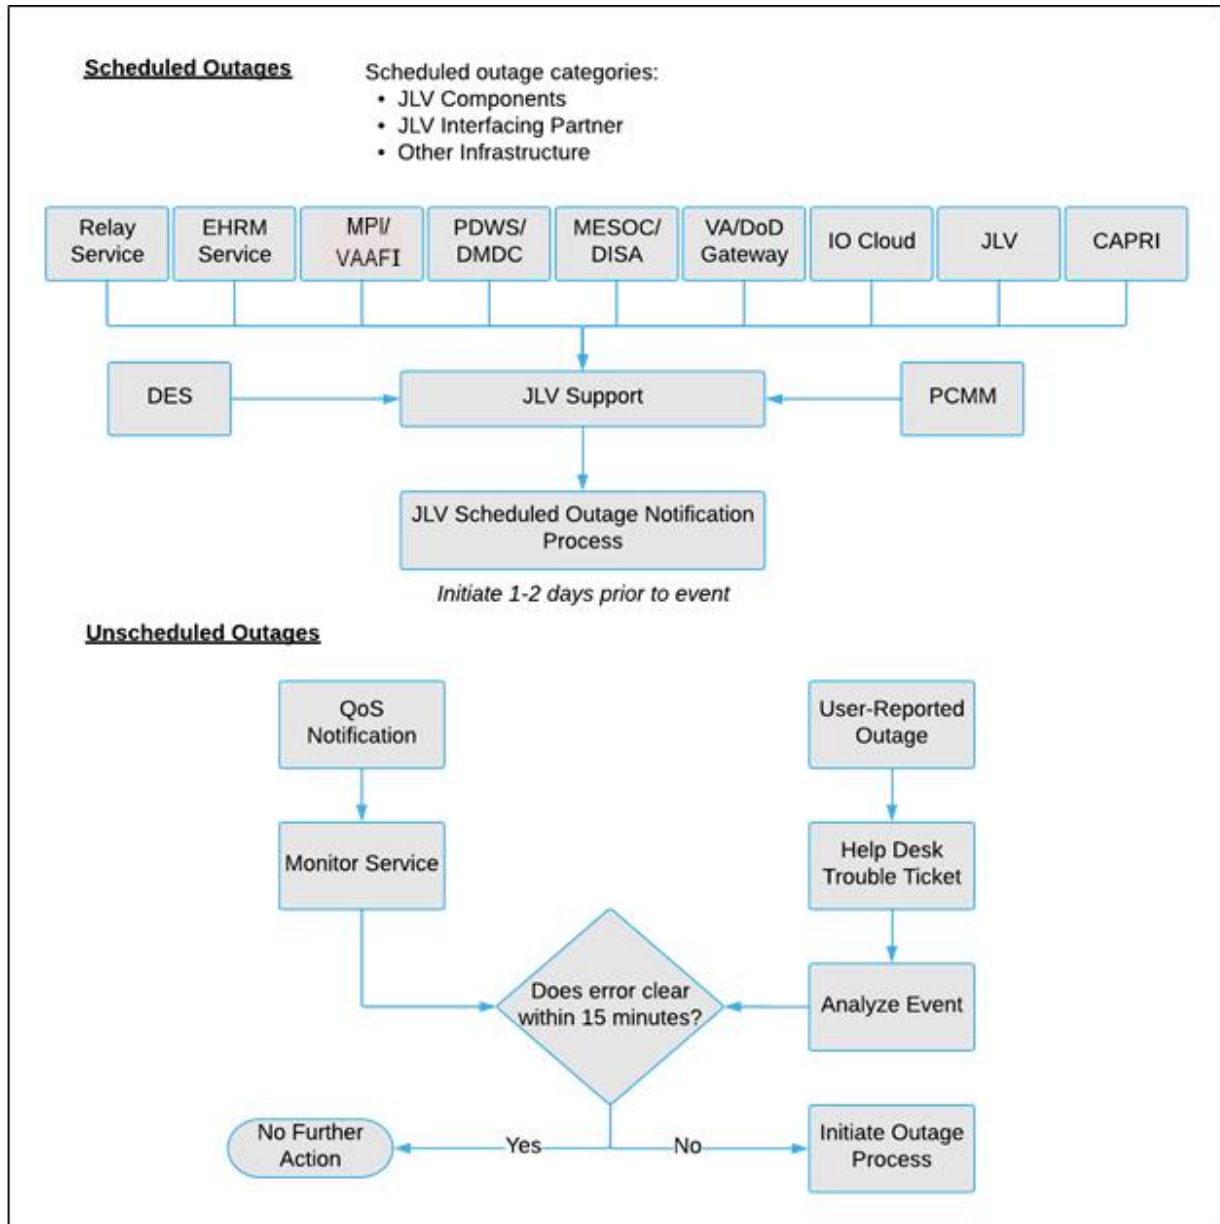 Scheduled Outages
Scheduled outage categories:
• JLV Components
• JLV Interfacing Partner
• Other Infrastructure
Relay
Service
EHRM
Service
MPI/
VAAFI
PDWS/
DMDC
MESOC/
DISA
VA/DoD
Gateway
IO Cloud
JLV
CAPRI
DES
JLV Support
PCMM
JLV Scheduled Outage Notification
Process
Initiate 1-2 days prior to event
Unscheduled Outages
QoS
Notification
User-Reported
Outage
Monitor Service
Help Desk
Trouble Ticket
Does error clear
within 15 minutes?
Analyze Event
No Further
Action
Yes
No
Initiate Outage
Process